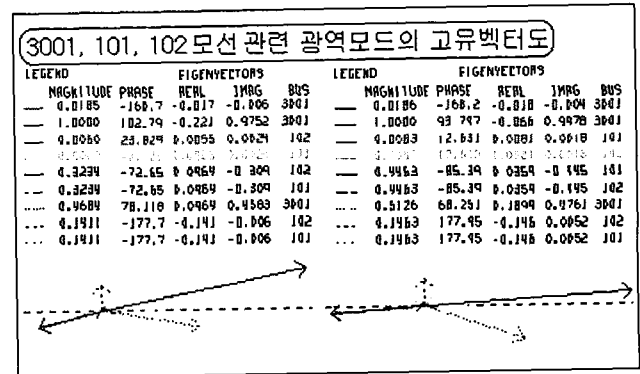 3001, 101, 102모선 관련 광역모드의 고유벡터도
LEGEND EIGENVECTORS LEGEND EIGENVECTORS
MAGNITUDE PHASE REAL IMAG BUS MAGNITUDE PHASE REAL IMAG BUS
0.0185 -160.7 -0.017 -0.006 3001 0.0186 -168.2 -0.018 -0.004 3001
1.0000 102.79 -0.221 0.9752 3001 1.0000 93.797 -0.066 0.9978 3001
0.0060 23.829 0.0055 0.0024 102 0.0083 12.631 0.0081 0.0018 102
0.3234 -72.65 0.0964 -0.309 102 0.4463 -85.39 0.0359 -0.445 102
0.3234 -72.65 0.0964 -0.309 101 0.4463 -85.39 0.0359 -0.445 101
0.4684 78.118 0.0964 0.4583 3001 0.5126 68.251 0.1899 0.4761 3001
0.1411 -177.7 -0.141 -0.006 102 0.1463 177.95 -0.146 0.0052 102
0.1411 -177.7 -0.141 -0.006 101 0.1463 177.95 -0.146 0.0052 101